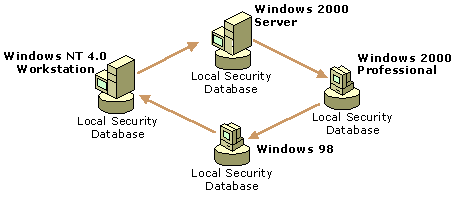 Windows 2000
Server
Windows NT 4.0
Workstation
Local Security
Database
Windows 2000
Professional
Local Security
Database
Local Security
Database
Windows 98
Local Security
Database